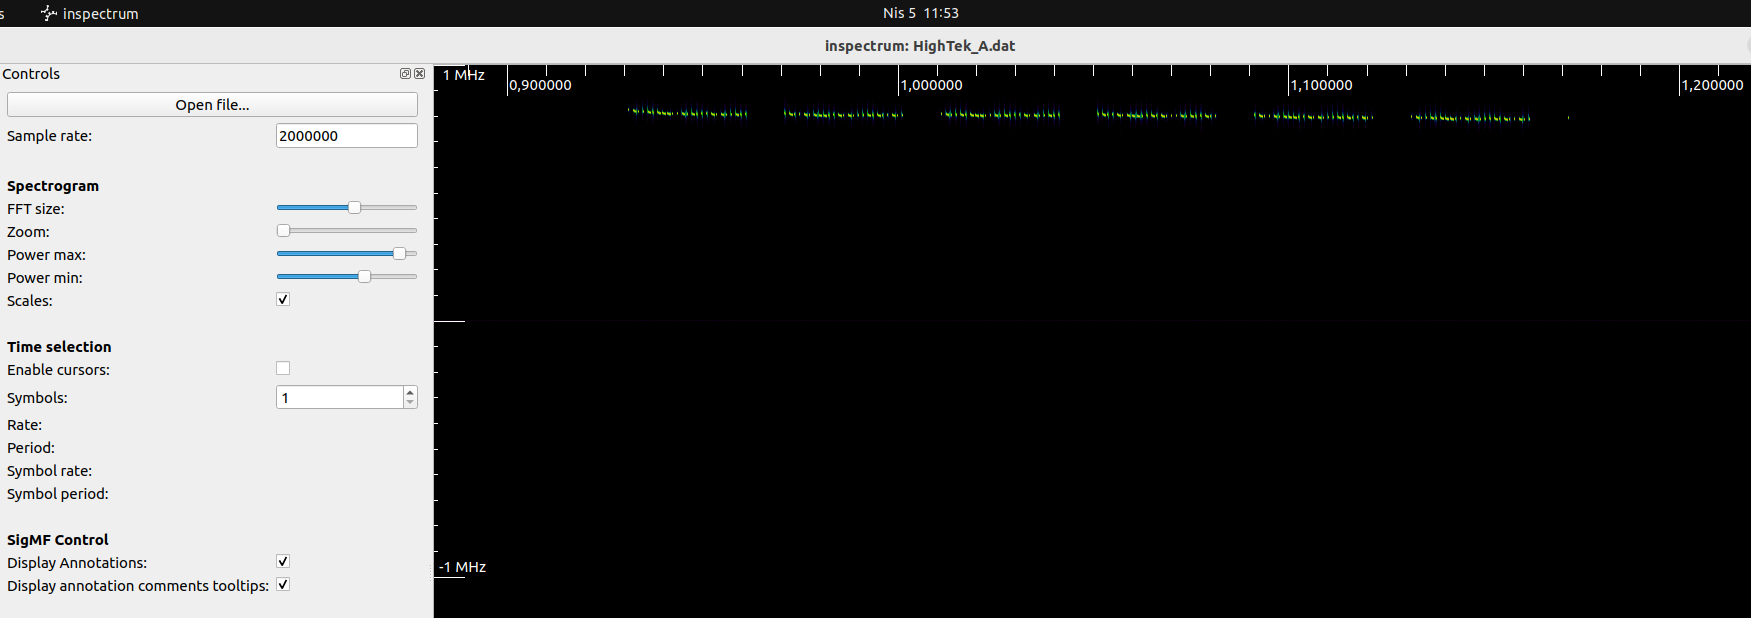 s inspectrum Nis 5 11:53
inspectrum: HighTek_A.dat
Controls
Open file...
Sample rate: 2000000
Spectrogram
FFT size:
Zoom:
Power max:
Power min:
Scales:
Time selection
Enable cursors:
Symbols: 1
Rate:
Period:
Symbol rate:
Symbol period:
SigMF Control
Display Annotations:
Display annotation comments tooltips:
1 MHz
0,900000 1,000000 1,100000 1,200000
-1 MHz